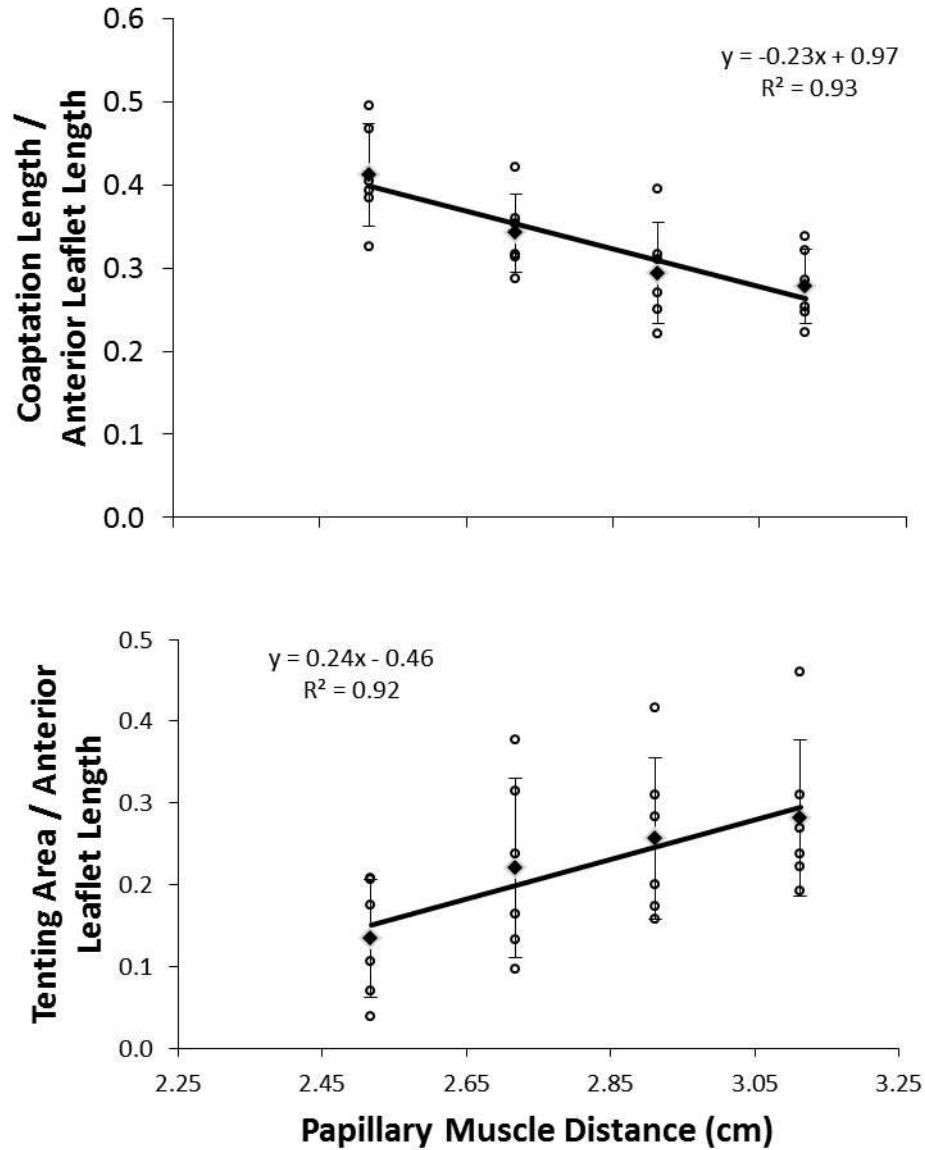 0.6
y = -0.23x + 0.97
R² = 0.93
0.5
0.4
0.3
0.2
0.1
0.0
Coaptation Length /
Anterior Leaflet Length
0.5
y = 0.24x - 0.46
R² = 0.92
0.4
0.3
0.2
0.1
0.0
Tenting Area / Anterior
Leaflet Length
2.25 2.45 2.65 2.85 3.05 3.25
Papillary Muscle Distance (cm)